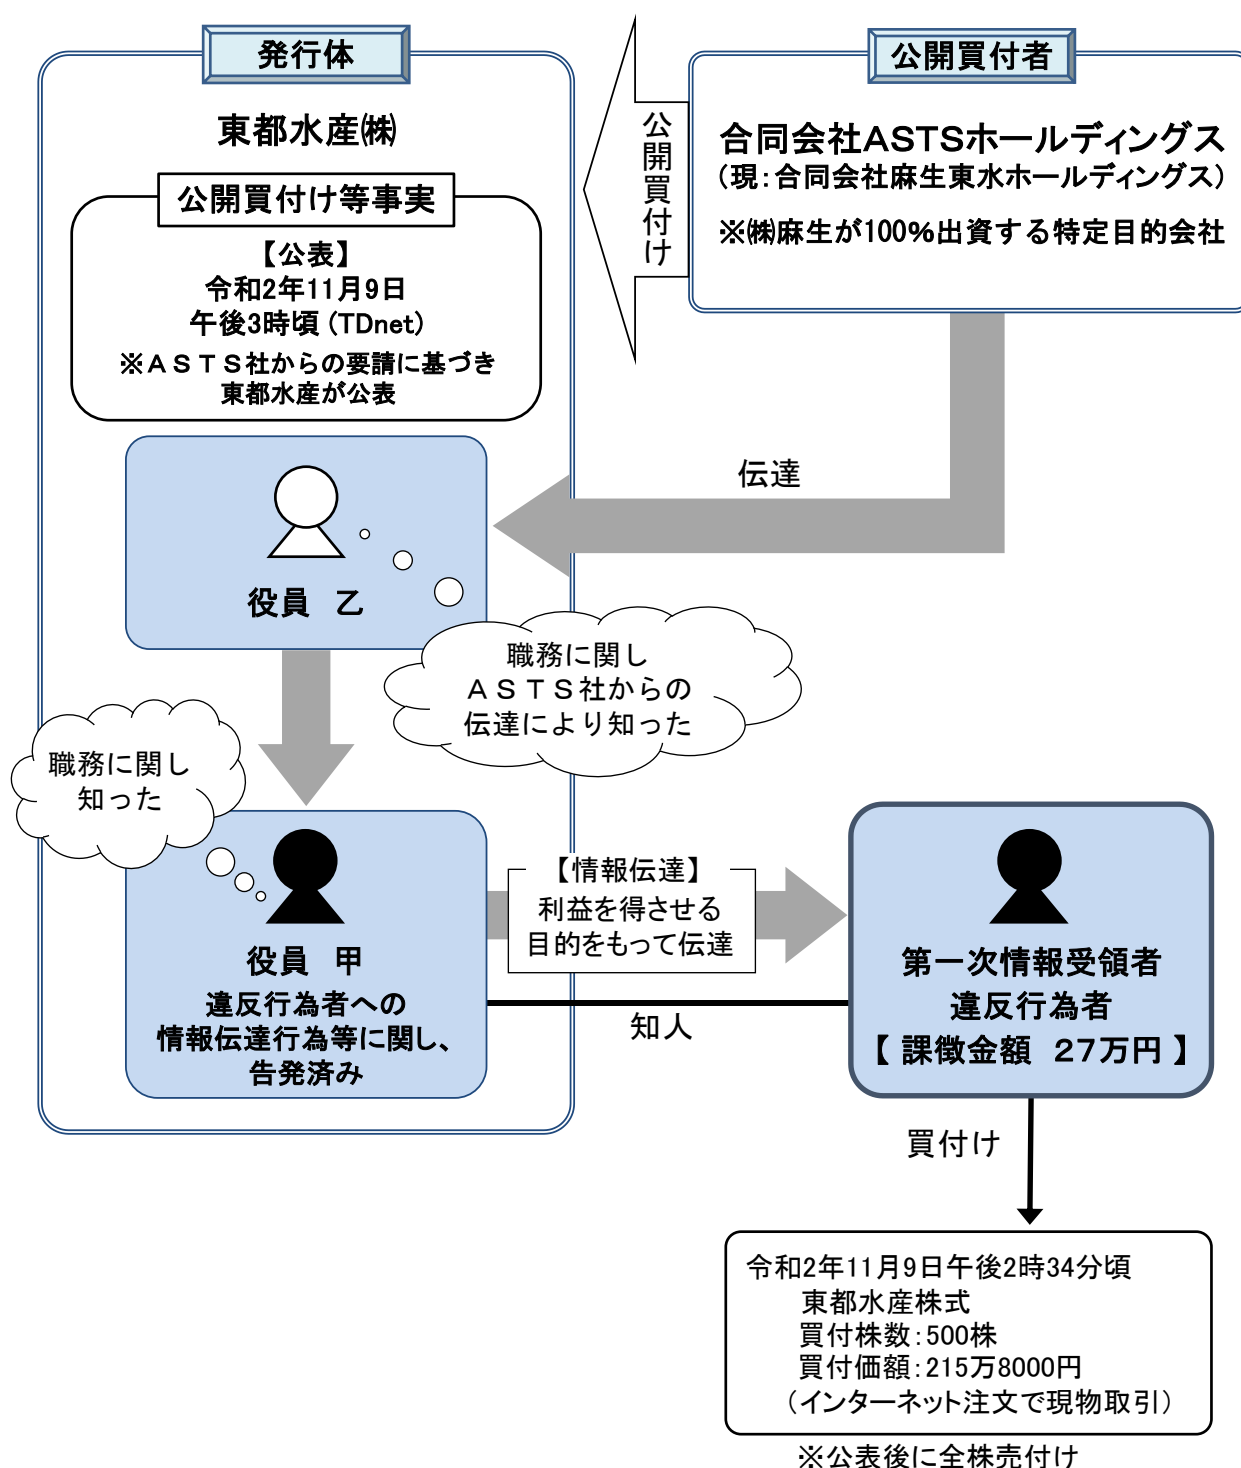 発行体
東都水産㈱
公開買付け等事実
【公表】
令和2年11月9日
午後3時頃（TDnet）
※ＡＳＴＳ社からの要請に基づき
東都水産が公表
公開買付け
公開買付者
合同会社ＡＳＴＳホールディングス
（現：合同会社麻生東水ホールディングス）
※㈱麻生が100％出資する特定目的会社
伝達
役員　乙
職務に関し
ＡＳＴＳ社からの
伝達により知った
職務に関し
知った
役員　甲
違反行為者への
情報伝達行為等に関し、
告発済み
【情報伝達】
利益を得させる
目的をもって伝達
知人
第一次情報受領者
違反行為者
【 課徴金額　２７万円 】
買付け
令和2年11月9日午後2時34分頃
東都水産株式
買付株数：500株
買付価額：215万8000円
（インターネット注文で現物取引）
※公表後に全株売付け